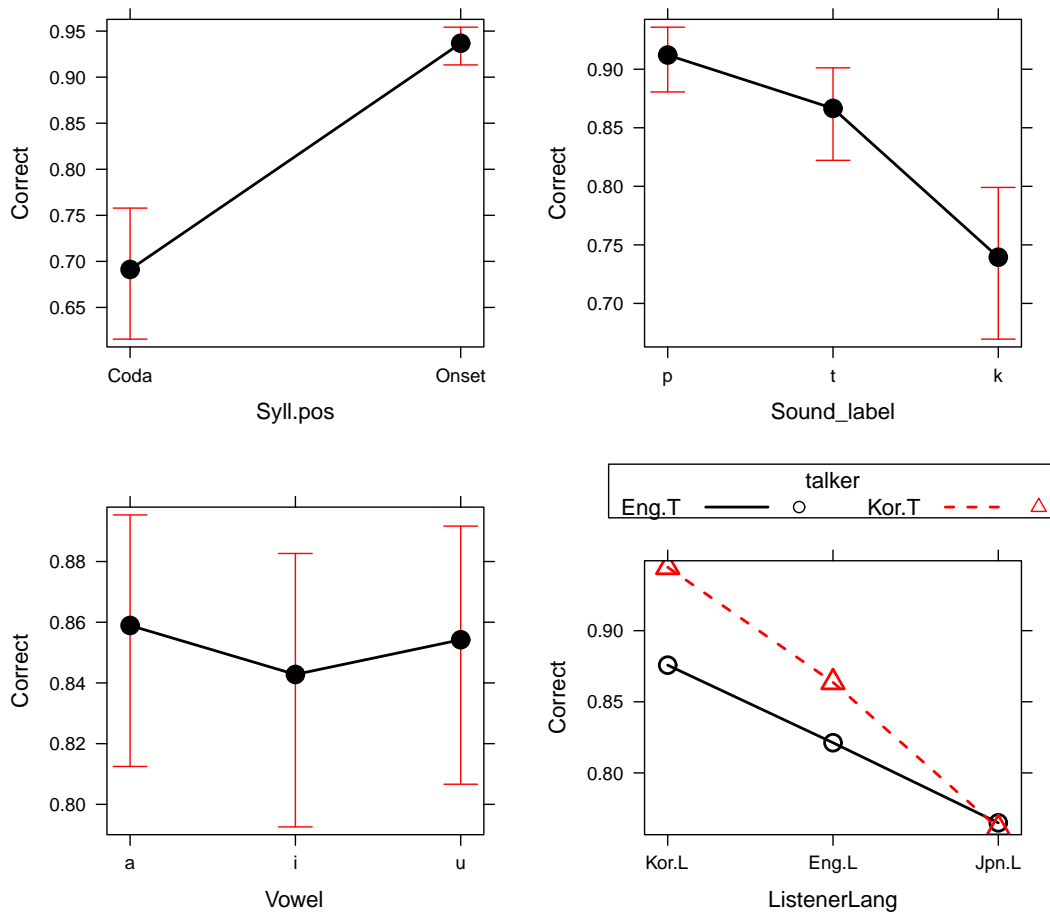 0.95
0.90
0.85
0.80
0.75
0.70
0.65
Correct
Coda
Onset
Syll.pos
0.90
0.85
0.80
0.75
0.70
Correct
p
t
k
Sound_label
0.88
0.86
0.84
0.82
0.80
Correct
a
i
u
Vowel
talker
Eng.T
Kor.T
0.90
0.85
0.80
Correct
Kor.L
Eng.L
Jpn.L
ListenerLang